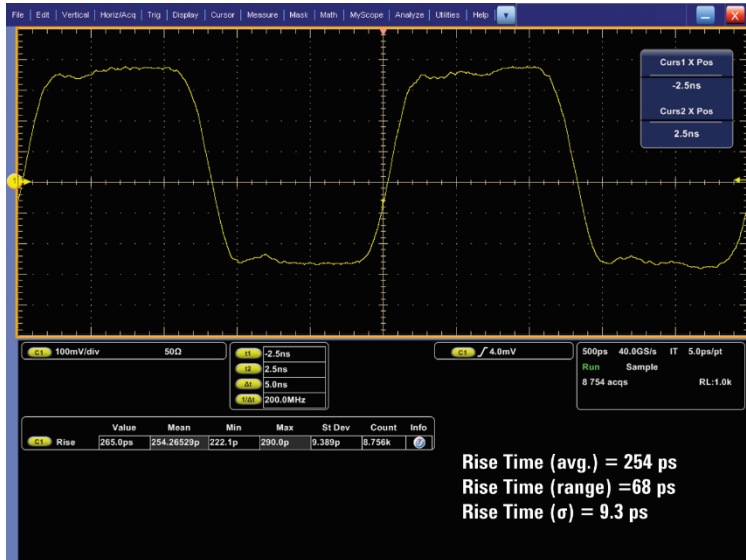 File | Edit | Vertical | Horiz/Acq | Trig | Display | Cursor | Measure | Mask | Math | MyScope | Analyze | Utilities | Help
Curs1 X Pos
-2.5ns
Curs2 X Pos
2.5ns
C1 100mV/div 50Ω
t1 -2.5ns
t2 2.5ns
Δt 5.0ns
1/Δt 200.0MHz
C1 4.0mV
500ps 40.0GS/s IT 5.0ps/pt
Run Sample
8 754 acqs RL:1.0k
Value Mean Min Max St Dev Count Info
C1 Rise 265.0ps 254.26529p 222.1p 290.0p 9.389p 8.756k
Rise Time (avg.) = 254 ps
Rise Time (range) =68 ps
Rise Time (σ) = 9.3 ps